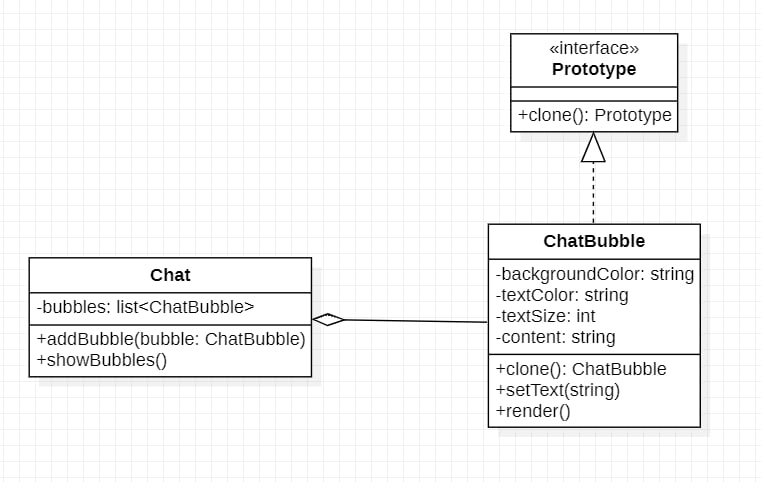 «interface»
Prototype
+clone(): Prototype
ChatBubble
-backgroundColor: string
-textColor: string
-textSize: int
-content: string
+clone(): ChatBubble
+setText(string)
+render()
Chat
-bubbles: list<ChatBubble>
+addBubble(bubble: ChatBubble)
+showBubbles()